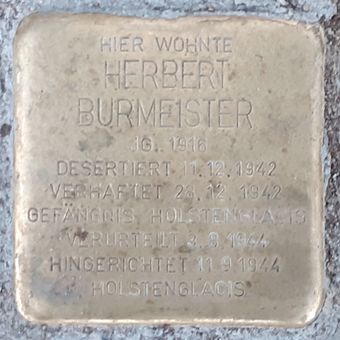 HIER WOHNTE
HERBERT
BURMEISTER
JG. 1916
DESERTIERT 11.12.1942
VERHAFTET 23.12.1942
GEFÄNGNIS HOLSTENGLACIS
VERURTEILT 3.8.1944
HINGERICHTET 11.9.1944
HOLSTENGLACIS